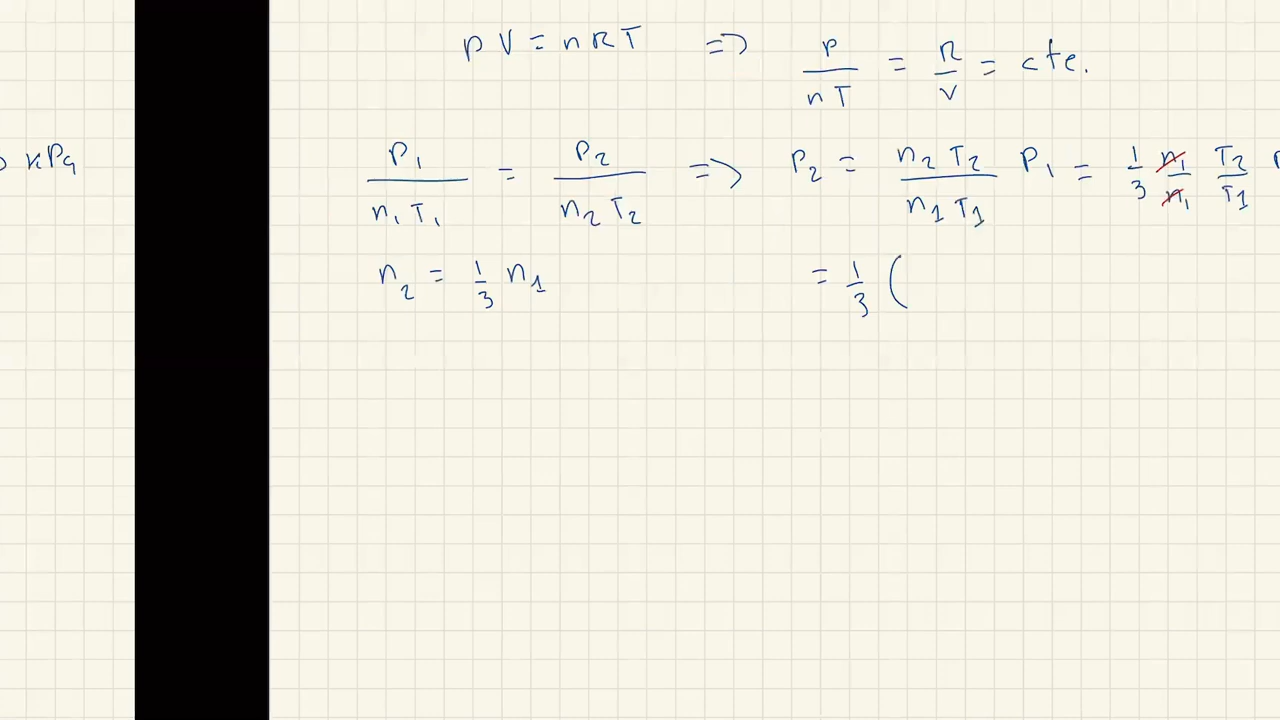 pV = nRT => P/nT = R/V = cte.
kPa
P1/n1T1 = P2/n2T2 => P2 = n2T2/n1T1 P1 = 1/3 n1/n1 T2/T1 P
n2 = 1/3 n1 = 1/3 (